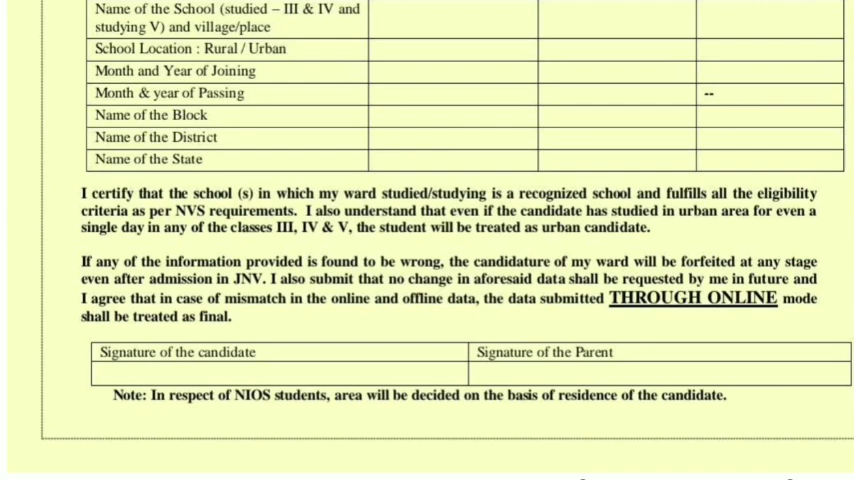 Name of the School (studied – III & IV and
studying V) and village/place
School Location : Rural / Urban
Month and Year of Joining
Month & year of Passing --
Name of the Block
Name of the District
Name of the State
I certify that the school (s) in which my ward studied/studying is a recognized school and fulfills all the eligibility
criteria as per NVS requirements. I also understand that even if the candidate has studied in urban area for even a
single day in any of the classes III, IV & V, the student will be treated as urban candidate.
If any of the information provided is found to be wrong, the candidature of my ward will be forfeited at any stage
even after admission in JNV. I also submit that no change in aforesaid data shall be requested by me in future and
I agree that in case of mismatch in the online and offline data, the data submitted THROUGH ONLINE mode
shall be treated as final.
Signature of the candidate Signature of the Parent
Note: In respect of NIOS students, area will be decided on the basis of residence of the candidate.